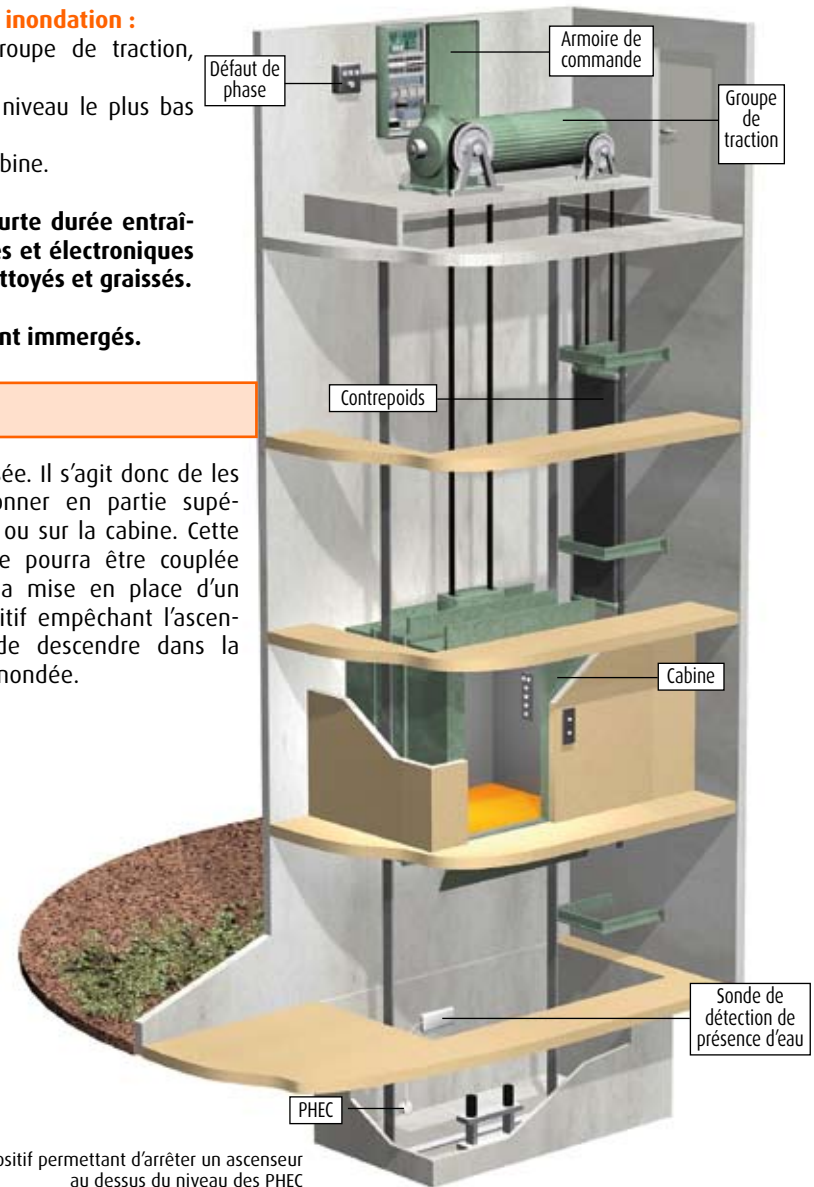 inondation :
roupe de traction,
niveau le plus bas
bine.
urte durée entraî-
es et électroniques
ttoyés et graissés.
nt immergés.
sée. Il s’agit donc de les
onner en partie supé-
ou sur la cabine. Cette
e pourra être couplée
a mise en place d’un
itif empêchant l’ascen-
de descendre dans la
nondée.
Défaut de
phase
Armoire de
commande
Groupe
de
traction
Contrepoids
Cabine
Sonde de
détection de
présence d'eau
PHEC
ositif permettant d’arrêter un ascenseur
au dessus du niveau des PHEC